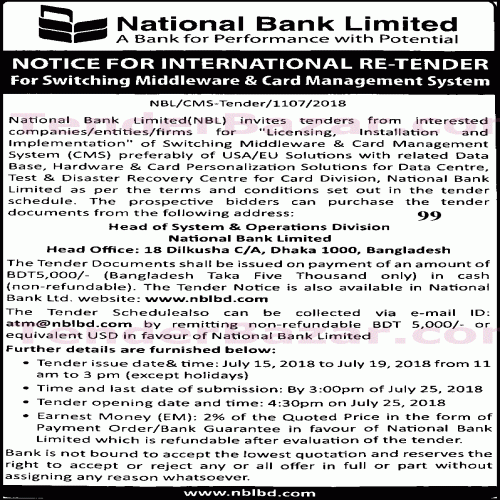 National Bank Limited
A Bank for Performance with Potential
NOTICE FOR INTERNATIONAL RE-TENDER
For Switching Middleware & Card Management System
NBL/CMS-Tender/1107/2018
National Bank Limited(NBL) invites tenders from interested
companies/entities/firms for "Licensing, Installation and
Implementation" of Switching Middleware & Card Management
System (CMS) preferably of USA/EU Solutions with related Data
Base, Hardware & Card Personalization Solutions for Data Centre,
Test & Disaster Recovery Centre for Card Division, National Bank
Limited as per the terms and conditions set out in the tender
schedule. The prospective bidders can purchase the tender
documents from the following address: 99
Head of System & Operations Division
National Bank Limited
Head Office: 18 Dilkusha C/A, Dhaka 1000, Bangladesh
The Tender Documents shall be issued on payment of an amount of
BDT5,000/- (Bangladesh Taka Five Thousand only) in cash
(non-refundable). The Tender Notice is also available in National
Bank Ltd. website: www.nblbd.com
The Tender Schedulealso can be collected via e-mail ID:
atm@nblbd.com by remitting non-refundable BDT 5,000/- or
equivalent USD in favour of National Bank Limited
Further details are furnished below:
• Tender issue date& time: July 15, 2018 to July 19, 2018 from 11
am to 3 pm (except holidays)
• Time and last date of submission: By 3:00pm of July 25, 2018
• Tender opening date and time: 4:30pm on July 25, 2018
• Earnest Money (EM): 2% of the Quoted Price in the form of
Payment Order/Bank Guarantee in favour of National Bank
Limited which is refundable after evaluation of the tender.
Bank is not bound to accept the lowest quotation and reserves the
right to accept or reject any or all offer in full or part without
assigning any reason whatsoever.
www.nblbd.com